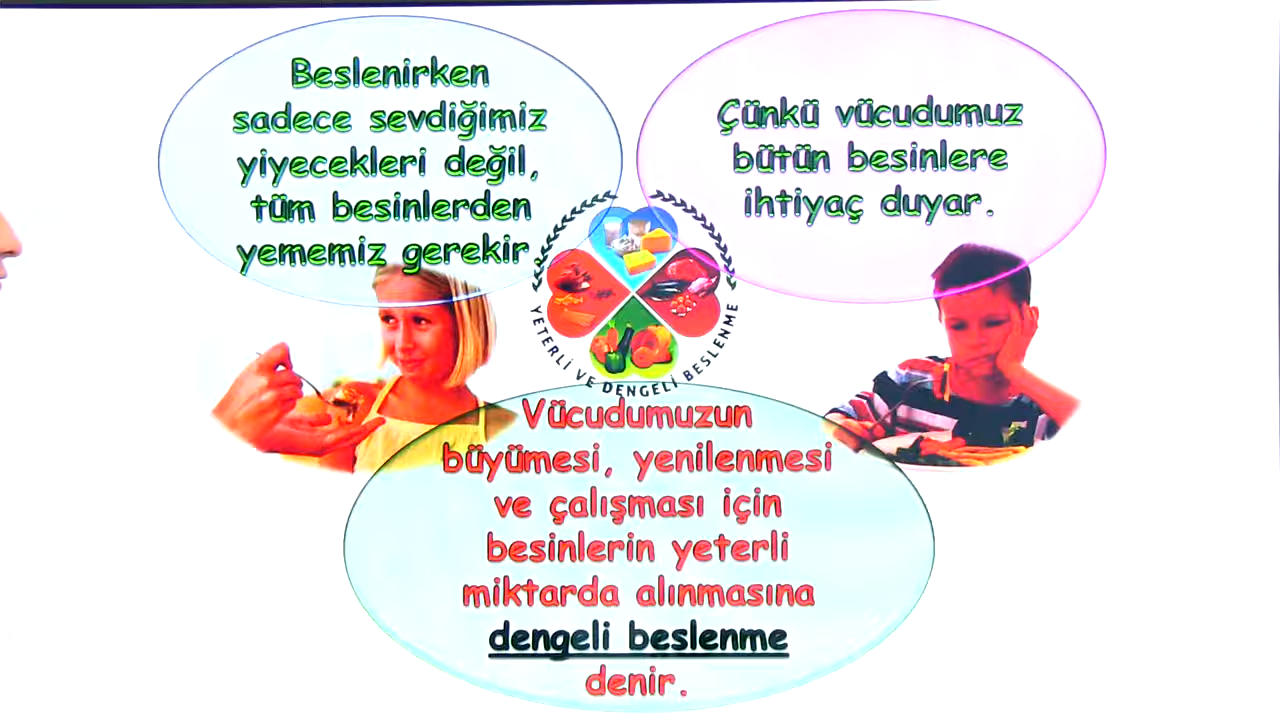 Beslenirken
sadece sevdiğimiz
yiyecekleri değil,
tüm besinlerden
yememiz gerekir.
Çünkü vücudumuz
bütün besinlere
ihtiyaç duyar.
YETERLİ VE DENGELİ BESLENME
Vücudumuzun
büyümesi, yenilenmesi
ve çalışması için
besinlerin yeterli
miktarda alınmasına
dengeli beslenme
denir.